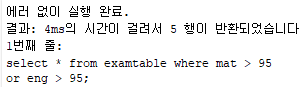 에러 없이 실행 완료.
결과: 4ms의 시간이 걸려서 5 행이 반환되었습니다
1번째 줄:
select * from examtable where mat > 95
or eng > 95;